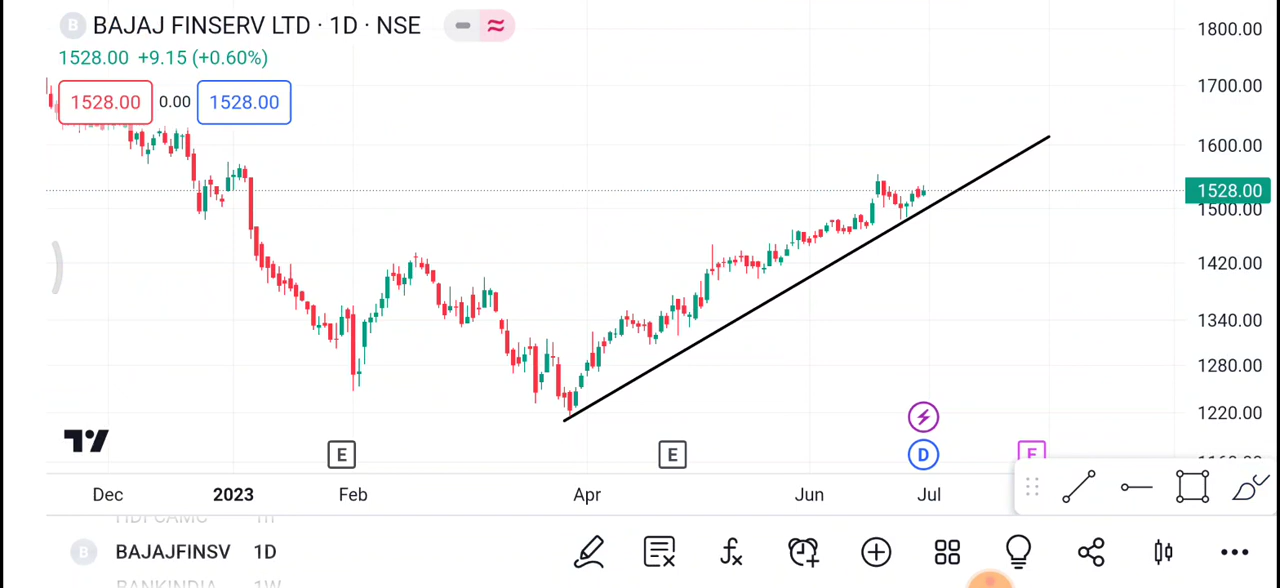 B BAJAJ FINSERV LTD · 1D · NSE
1528.00 +9.15 (+0.60%)
1528.00 0.00 1528.00
1800.00
1700.00
1600.00
1528.00
1500.00
1420.00
1340.00
1280.00
1220.00
E E D
Dec 2023 Feb Apr Jun Jul
B BAJAJFINSV 1D
BANKINDIA 1W